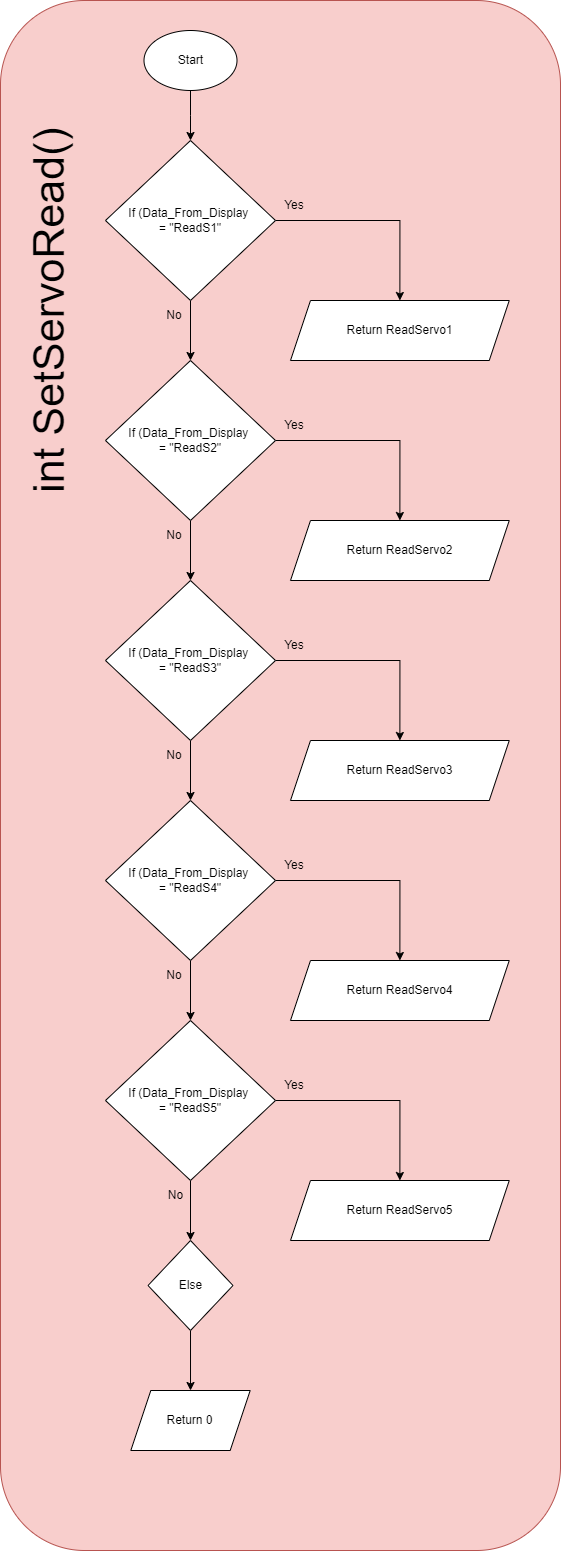 int SetServoRead()
Start
If (Data_From_Display
= "ReadS1"
Yes
No
Return ReadServo1
If (Data_From_Display
= "ReadS2"
Yes
No
Return ReadServo2
If (Data_From_Display
= "ReadS3"
Yes
No
Return ReadServo3
If (Data_From_Display
= "ReadS4"
Yes
No
Return ReadServo4
If (Data_From_Display
= "ReadS5"
Yes
No
Return ReadServo5
Else
Return 0